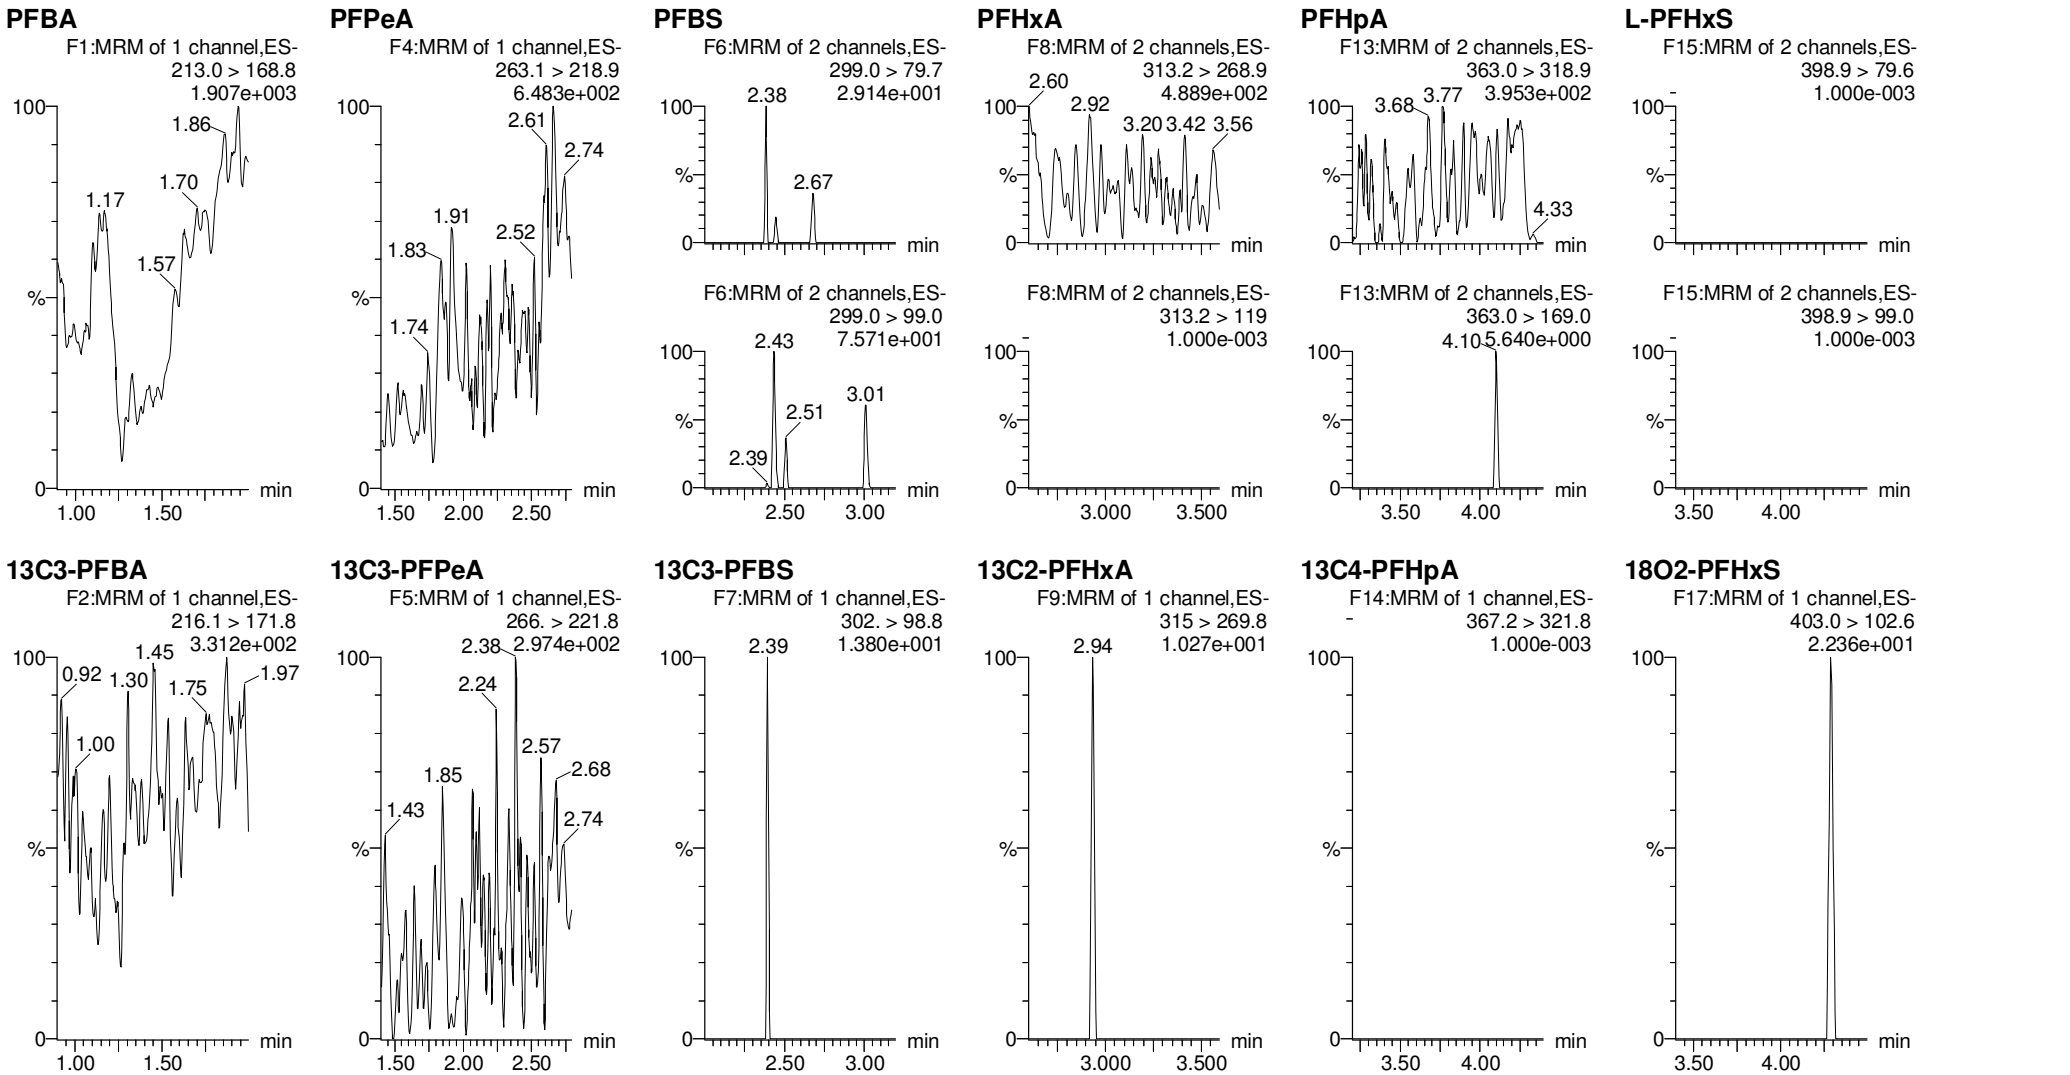 PFBA
F1:MRM of 1 channel,ES-
213.0 > 168.8
1.907e+003
100
1.86
1.70
1.17
1.57
%
0
min
1.00 1.50
PFPeA
F4:MRM of 1 channel,ES-
263.1 > 218.9
6.483e+002
100
2.61
2.74
1.91
2.52
1.83
1.74
%
0
min
1.50 2.00 2.50
PFBS
F6:MRM of 2 channels,ES-
299.0 > 79.7
2.914e+001
2.38
100
2.67
%
0
min
F6:MRM of 2 channels,ES-
299.0 > 99.0
7.571e+001
2.43
100
3.01
2.51
%
2.39
0
min
2.50 3.00
PFHxA
F8:MRM of 2 channels,ES-
313.2 > 268.9
2.60
4.889e+002
100
2.92
3.20 3.42 3.56
%
0
min
F8:MRM of 2 channels,ES-
313.2 > 119
1.000e-003
100
%
0
min
3.000 3.500
PFHpA
F13:MRM of 2 channels,ES-
363.0 > 318.9
3.953e+002
100
3.68
3.77
%
4.33
0
min
F13:MRM of 2 channels,ES-
363.0 > 169.0
4.10 5.640e+000
100
%
0
min
3.50 4.00
L-PFHxS
F15:MRM of 2 channels,ES-
398.9 > 79.6
1.000e-003
100
%
0
min
F15:MRM of 2 channels,ES-
398.9 > 99.0
1.000e-003
100
%
0
min
3.50 4.00
13C3-PFBA
F2:MRM of 1 channel,ES-
216.1 > 171.8
3.312e+002
1.45
100
0.92
1.30
1.75
1.97
1.00
%
0
min
1.00 1.50
13C3-PFPeA
F5:MRM of 1 channel,ES-
266. > 221.8
2.38 2.974e+002
100
2.24
2.57
2.68
1.85
1.43
2.74
%
0
min
1.50 2.00 2.50
13C3-PFBS
F7:MRM of 1 channel,ES-
302. > 98.8
1.380e+001
2.39
100
%
0
min
2.50 3.00
13C2-PFHxA
F9:MRM of 1 channel,ES-
315 > 269.8
1.027e+001
2.94
100
%
0
min
3.000 3.500
13C4-PFHpA
F14:MRM of 1 channel,ES-
367.2 > 321.8
1.000e-003
100
%
0
min
3.50 4.00
18O2-PFHxS
F17:MRM of 1 channel,ES-
403.0 > 102.6
2.236e+001
100
%
0
min
3.50 4.00